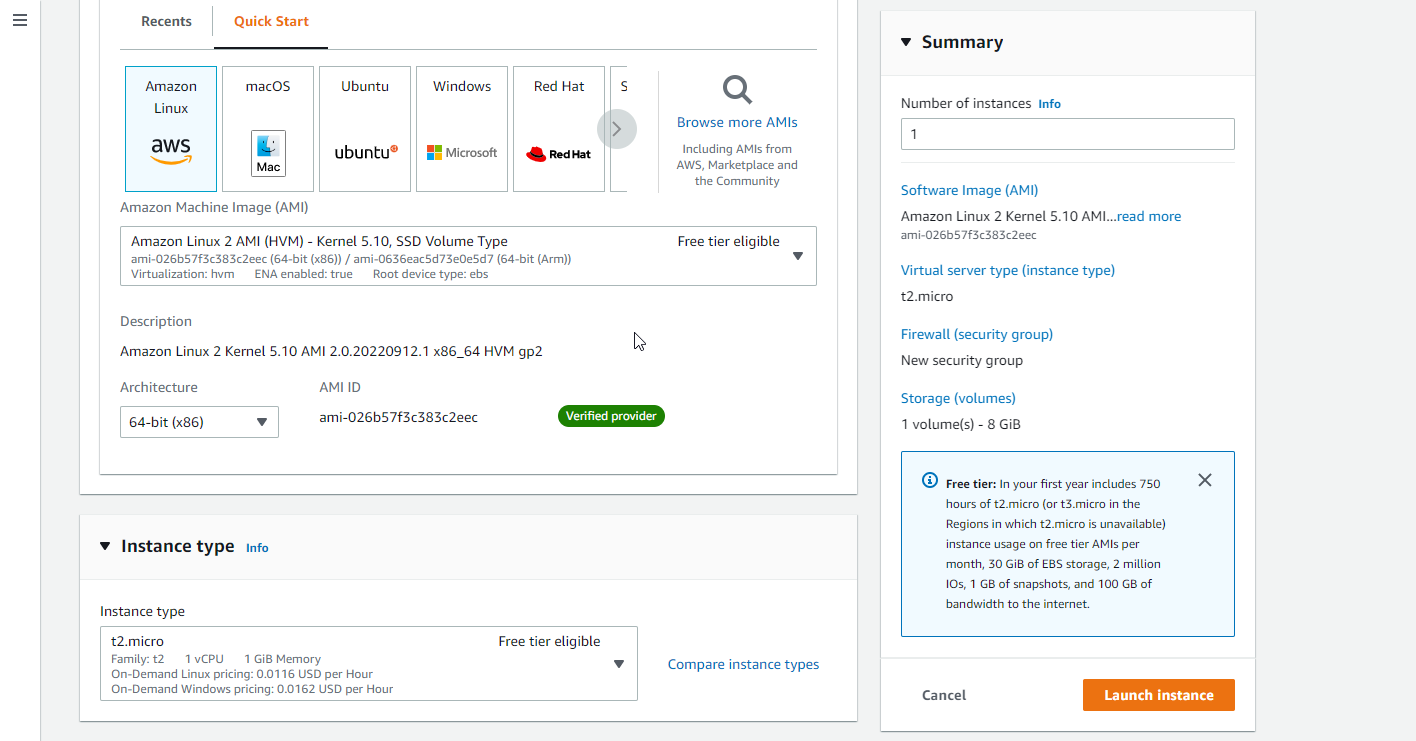 Recents
Quick Start
Amazon
Linux
aws
macOS
Mac
Ubuntu
ubuntu
Windows
Microsoft
Red Hat
Red Hat
S
Browse more AMIs
Including AMIs from
AWS, Marketplace and
the Community
Amazon Machine Image (AMI)
Amazon Linux 2 AMI (HVM) - Kernel 5.10, SSD Volume Type
Free tier eligible
ami-026b57f3c383c2eec (64-bit (x86)) / ami-0636eac5d73e0e5d7 (64-bit (Arm))
Virtualization: hvm ENA enabled: true Root device type: ebs
Description
Amazon Linux 2 Kernel 5.10 AMI 2.0.20220912.1 x86_64 HVM gp2
Architecture
AMI ID
64-bit (x86)
ami-026b57f3c383c2eec
Verified provider
Instance type Info
Instance type
t2.micro
Free tier eligible
Family: t2 1 vCPU 1 GiB Memory
On-Demand Linux pricing: 0.0116 USD per Hour
On-Demand Windows pricing: 0.0162 USD per Hour
Compare instance types
Summary
Number of instances Info
1
Software Image (AMI)
Amazon Linux 2 Kernel 5.10 AMI...read more
ami-026b57f3c383c2eec
Virtual server type (instance type)
t2.micro
Firewall (security group)
New security group
Storage (volumes)
1 volume(s) - 8 GiB
Free tier: In your first year includes 750
hours of t2.micro (or t3.micro in the
Regions in which t2.micro is unavailable)
instance usage on free tier AMIs per
month, 30 GiB of EBS storage, 2 million
IOs, 1 GB of snapshots, and 100 GB of
bandwidth to the internet.
Cancel
Launch instance